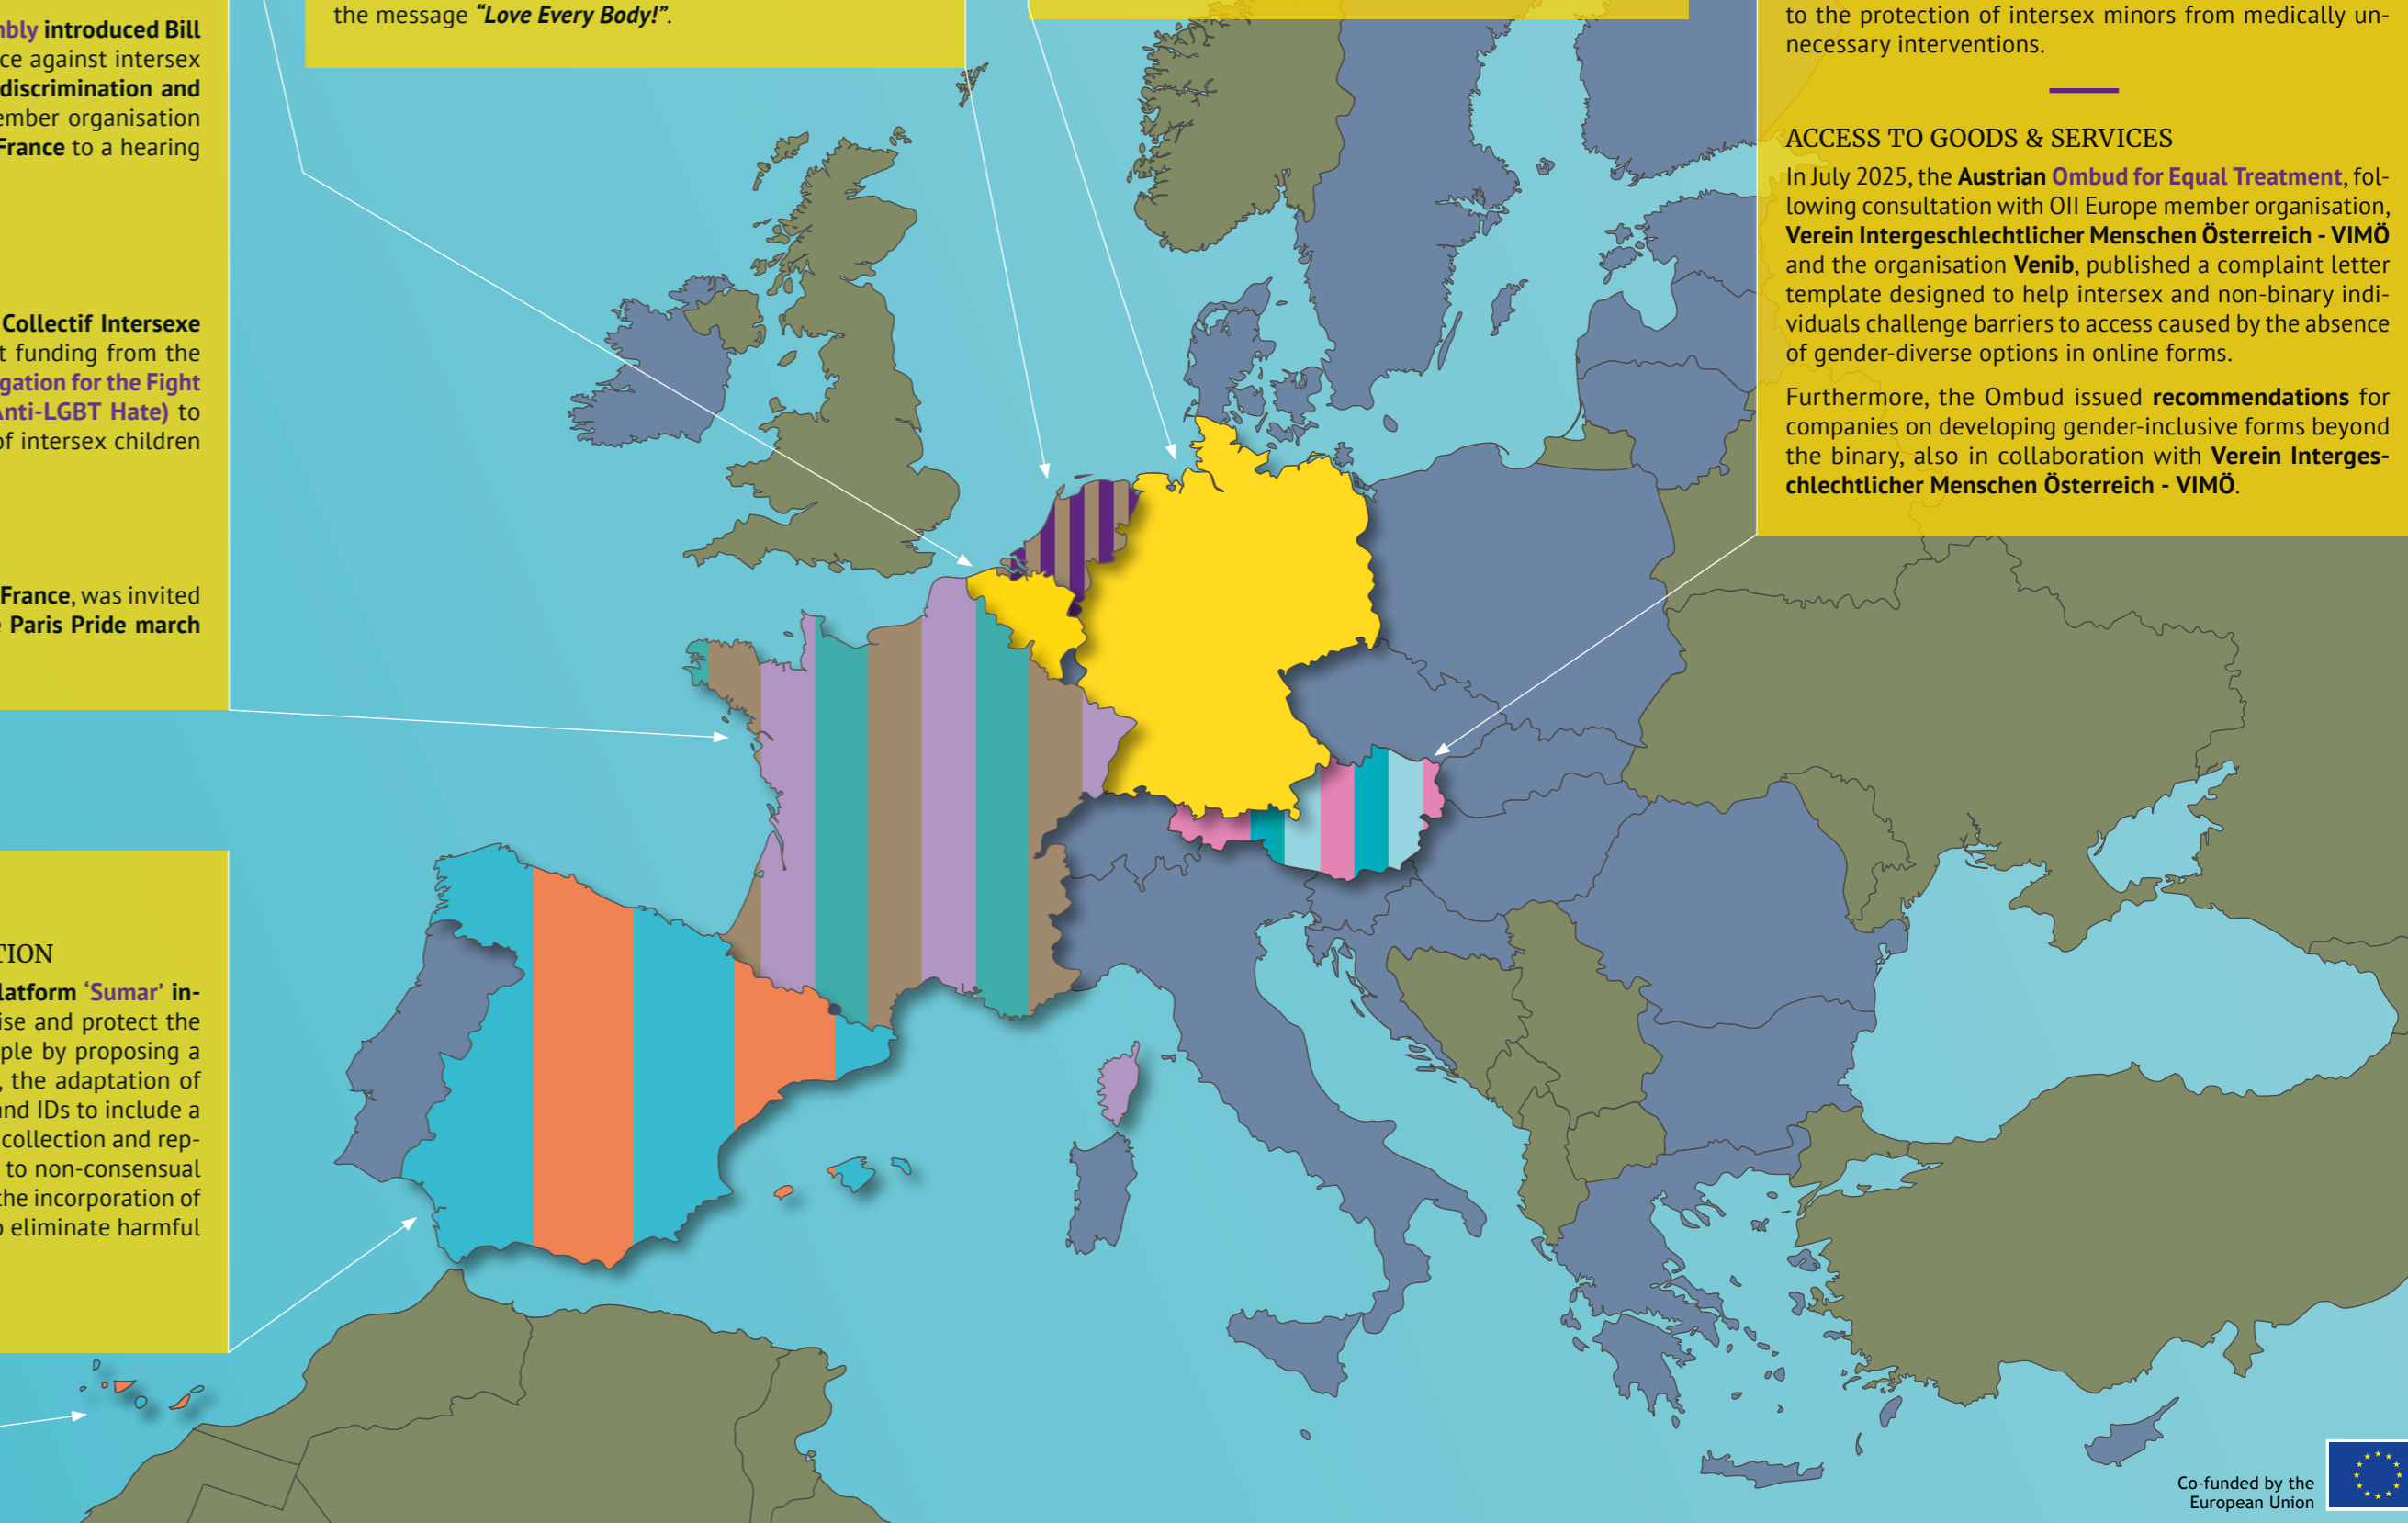 mbly introduced Bill
ce against intersex
discrimination and
ember organisation
France to a hearing
Collectif Intersexe
t funding from the
gation for the Fight
Anti-LGBT Hate) to
of intersex children
France, was invited
e Paris Pride march
TION
latform ‘Sumar’ in-
ise and protect the
ple by proposing a
, the adaptation of
and IDs to include a
collection and rep-
to non-consensual
the incorporation of
o eliminate harmful
the message “Love Every Body!”.
to the protection of intersex minors from medically un-
necessary interventions.
ACCESS TO GOODS & SERVICES
In July 2025, the Austrian Ombud for Equal Treatment, fol-
lowing consultation with OII Europe member organisation,
Verein Intergeschlechtlicher Menschen Österreich - VIMÖ
and the organisation Venib, published a complaint letter
template designed to help intersex and non-binary indi-
viduals challenge barriers to access caused by the absence
of gender-diverse options in online forms.
Furthermore, the Ombud issued recommendations for
companies on developing gender-inclusive forms beyond
the binary, also in collaboration with Verein Interges-
chlechtlicher Menschen Österreich - VIMÖ.
Co-funded by the
European Union